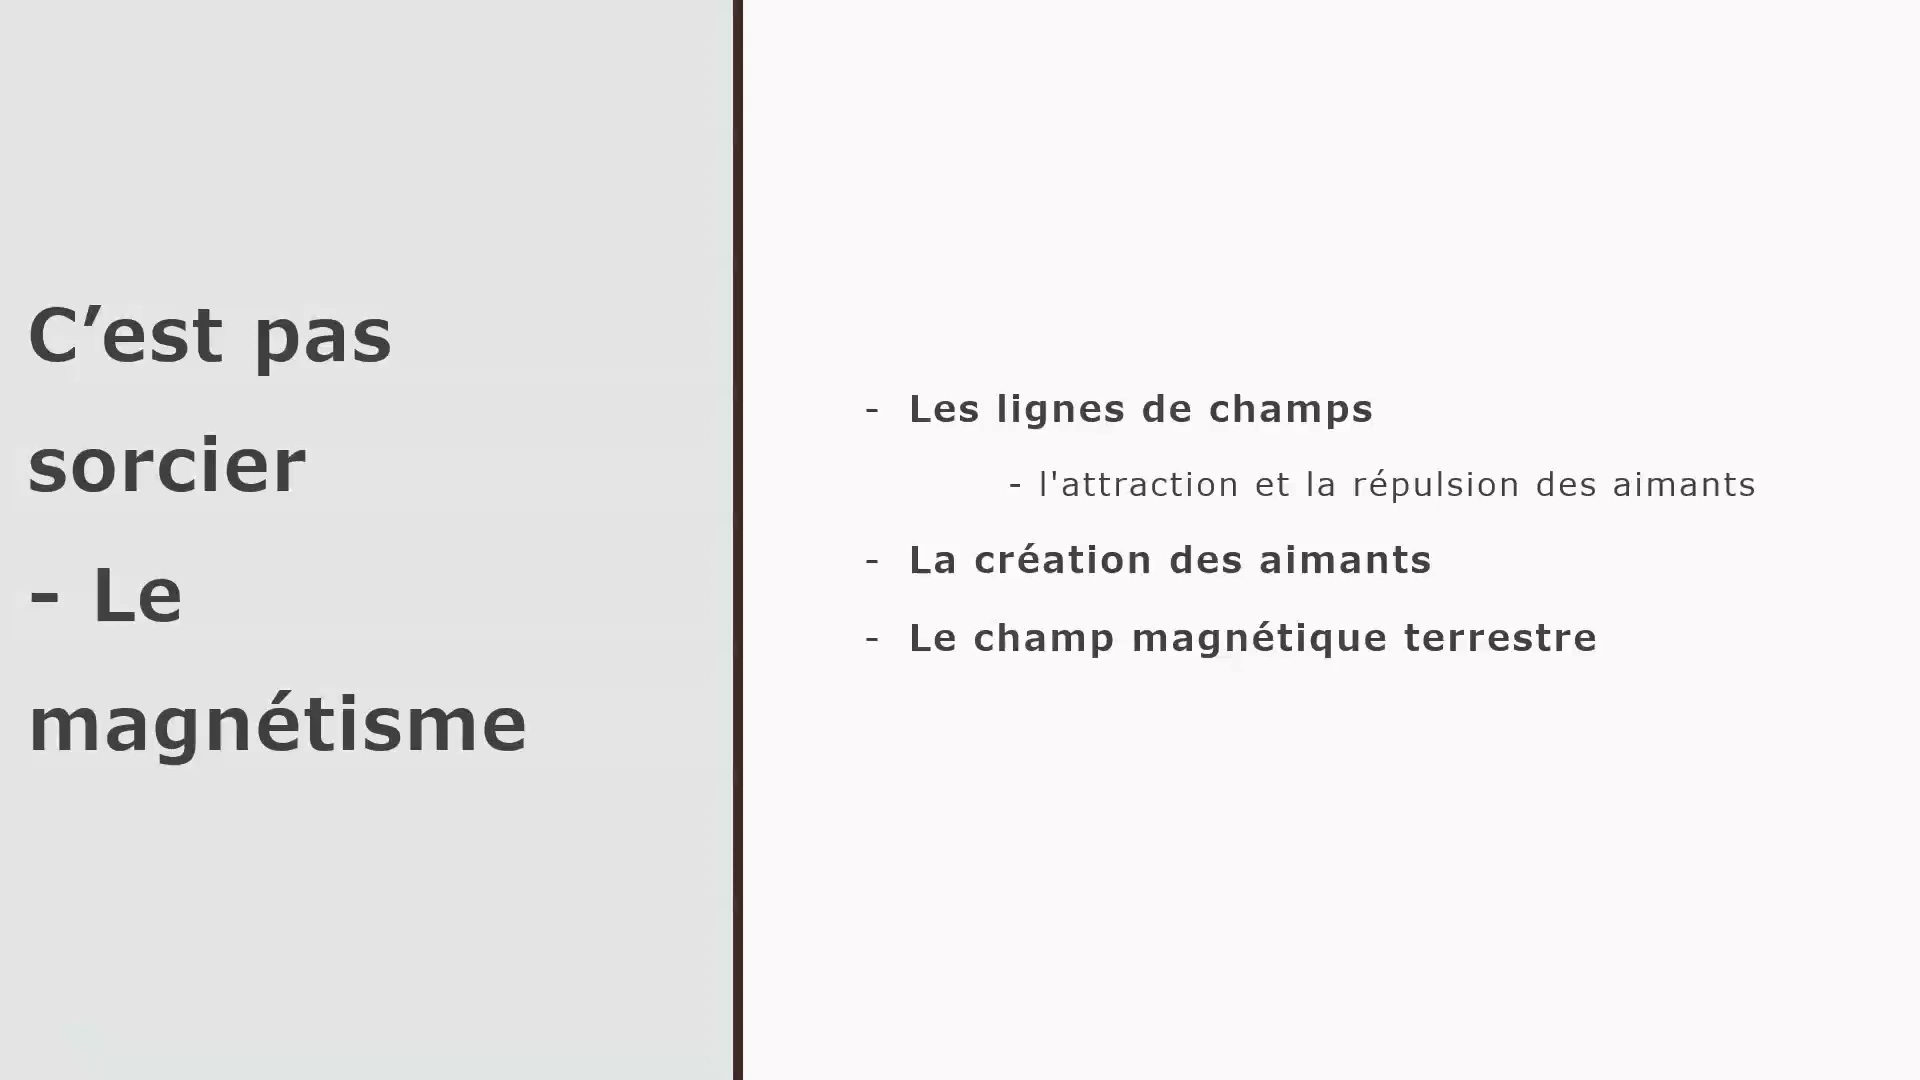 C’est pas
sorcier
- Le
magnétisme
- Les lignes de champs
- l'attraction et la répulsion des aimants
- La création des aimants
- Le champ magnétique terrestre